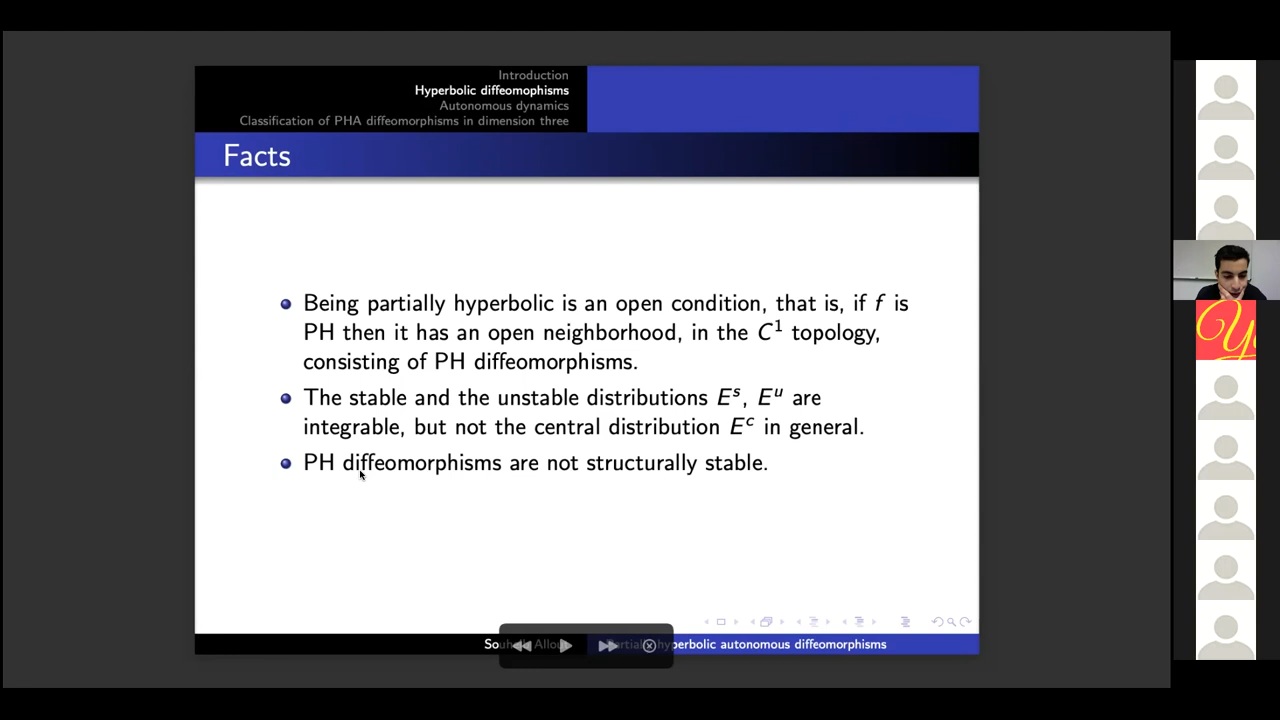 Introduction
Hyperbolic diffeomophisms
Autonomous dynamics
Classification of PHA diffeomorphisms in dimension three
Facts
Being partially hyperbolic is an open condition, that is, if f is
PH then it has an open neighborhood, in the C¹ topology,
consisting of PH diffeomorphisms.
The stable and the unstable distributions Eˢ, Eᵘ are
integrable, but not the central distribution Eᶜ in general.
PH diffeomorphisms are not structurally stable.
hyperbolic autonomous diffeomorphisms